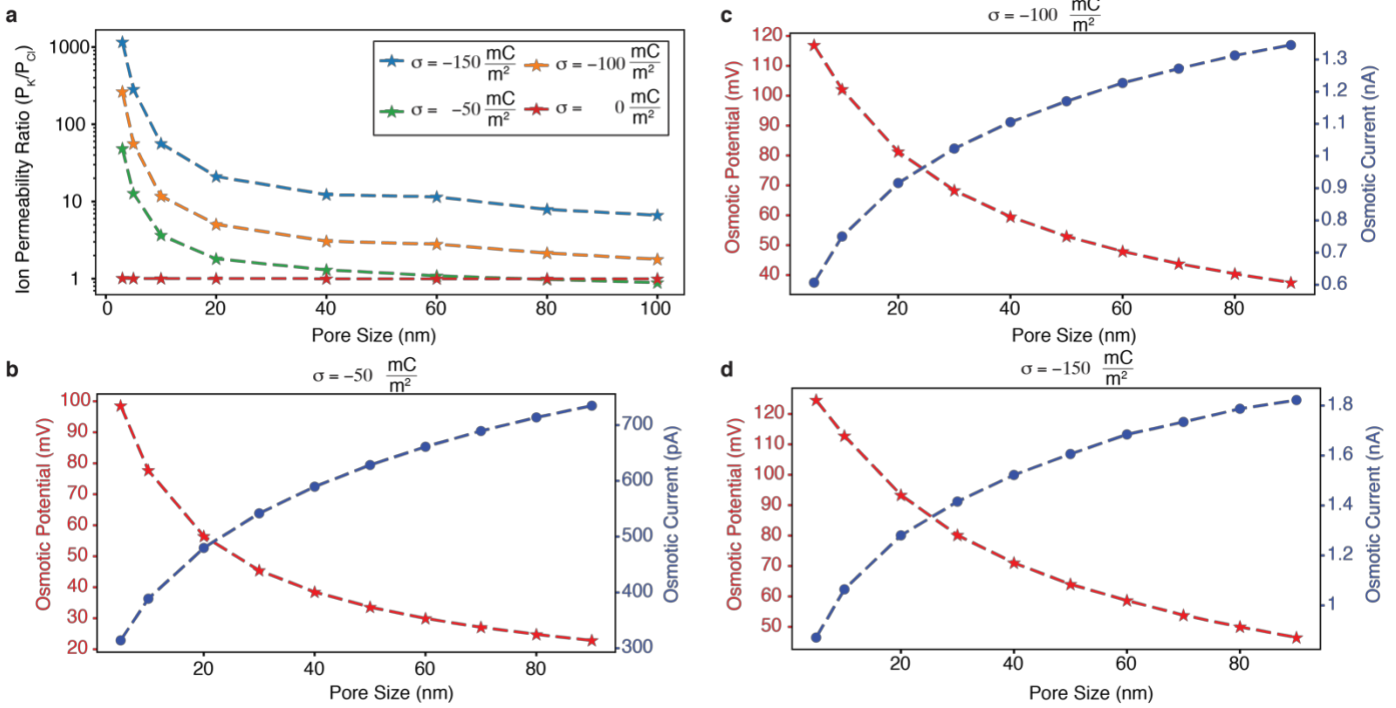 a
Ion Permeability Ratio (P_K/P_Cl)
1000
100
10
1
σ = −150 mC/m²
σ = −100 mC/m²
σ = −50 mC/m²
σ = 0 mC/m²
0 20 40 60 80 100
Pore Size (nm)
c
σ = −100 mC/m²
Osmotic Potential (mV)
120
110
100
90
80
70
60
50
40
1.3
1.2
1.1
1
0.9
0.8
0.7
0.6
Osmotic Current (nA)
20 40 60 80
Pore Size (nm)
b
σ = −50 mC/m²
Osmotic Potential (mV)
100
90
80
70
60
50
40
30
20
700
600
500
400
300
Osmotic Current (pA)
20 40 60 80
Pore Size (nm)
d
σ = −150 mC/m²
Osmotic Potential (mV)
120
110
100
90
80
70
60
50
1.8
1.6
1.4
1.2
1
Osmotic Current (nA)
20 40 60 80
Pore Size (nm)